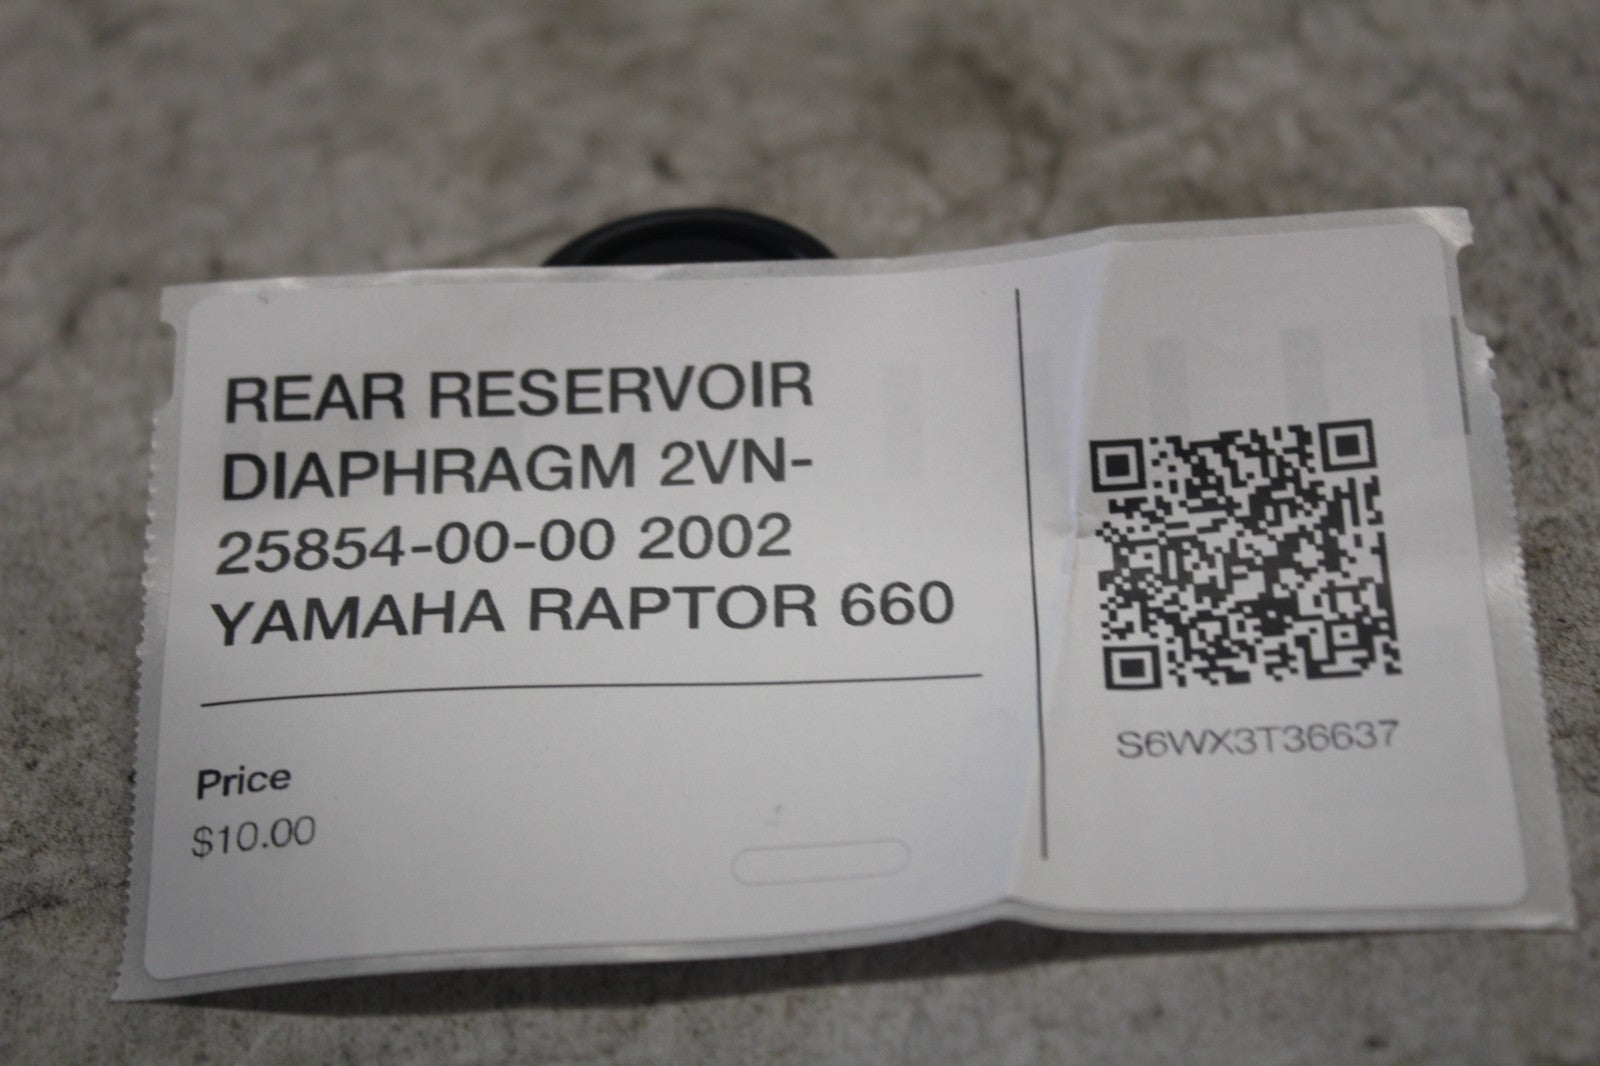 REAR RESERVOIR
DIAPHRAGM 2VN-
25854-00-00 2002
YAMAHA RAPTOR 660
Price
$10.00
S6WX3T36637